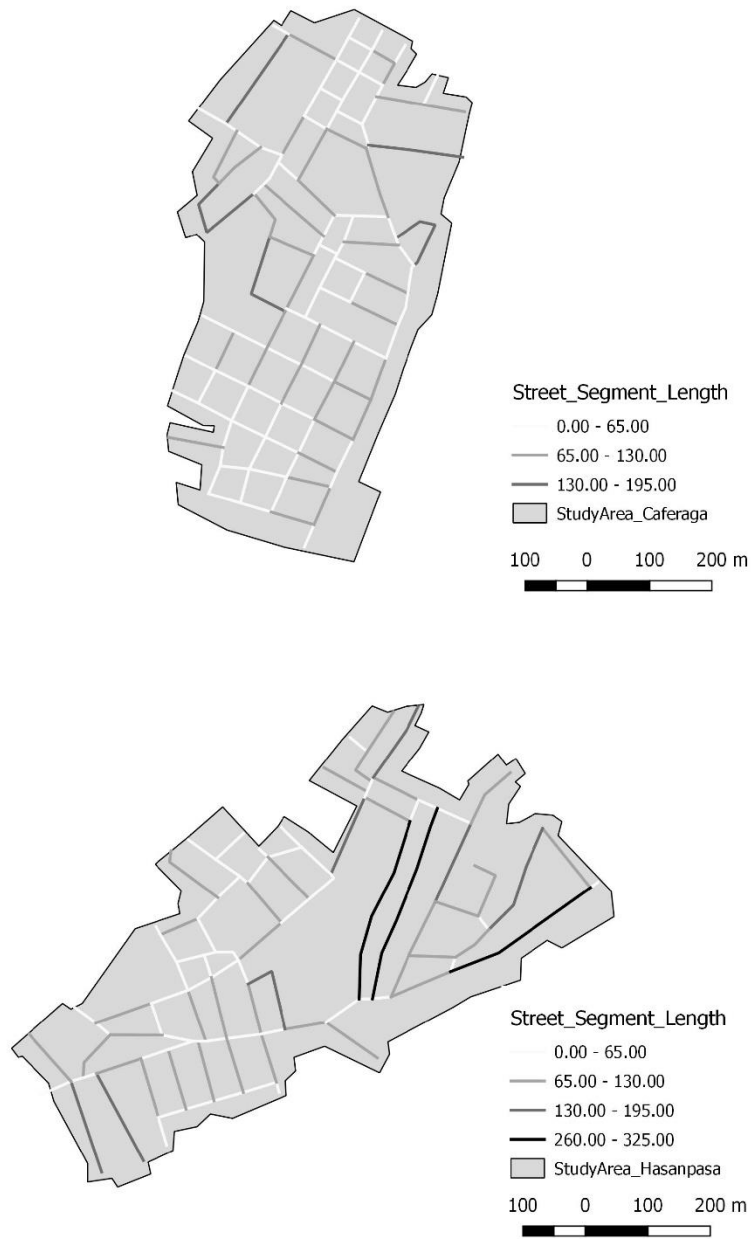 Street_Segment_Length
0.00 - 65.00
65.00 - 130.00
130.00 - 195.00
StudyArea_Caferaga
100 0 100 200 m
Street_Segment_Length
0.00 - 65.00
65.00 - 130.00
130.00 - 195.00
260.00 - 325.00
StudyArea_Hasanpasa
100 0 100 200 m